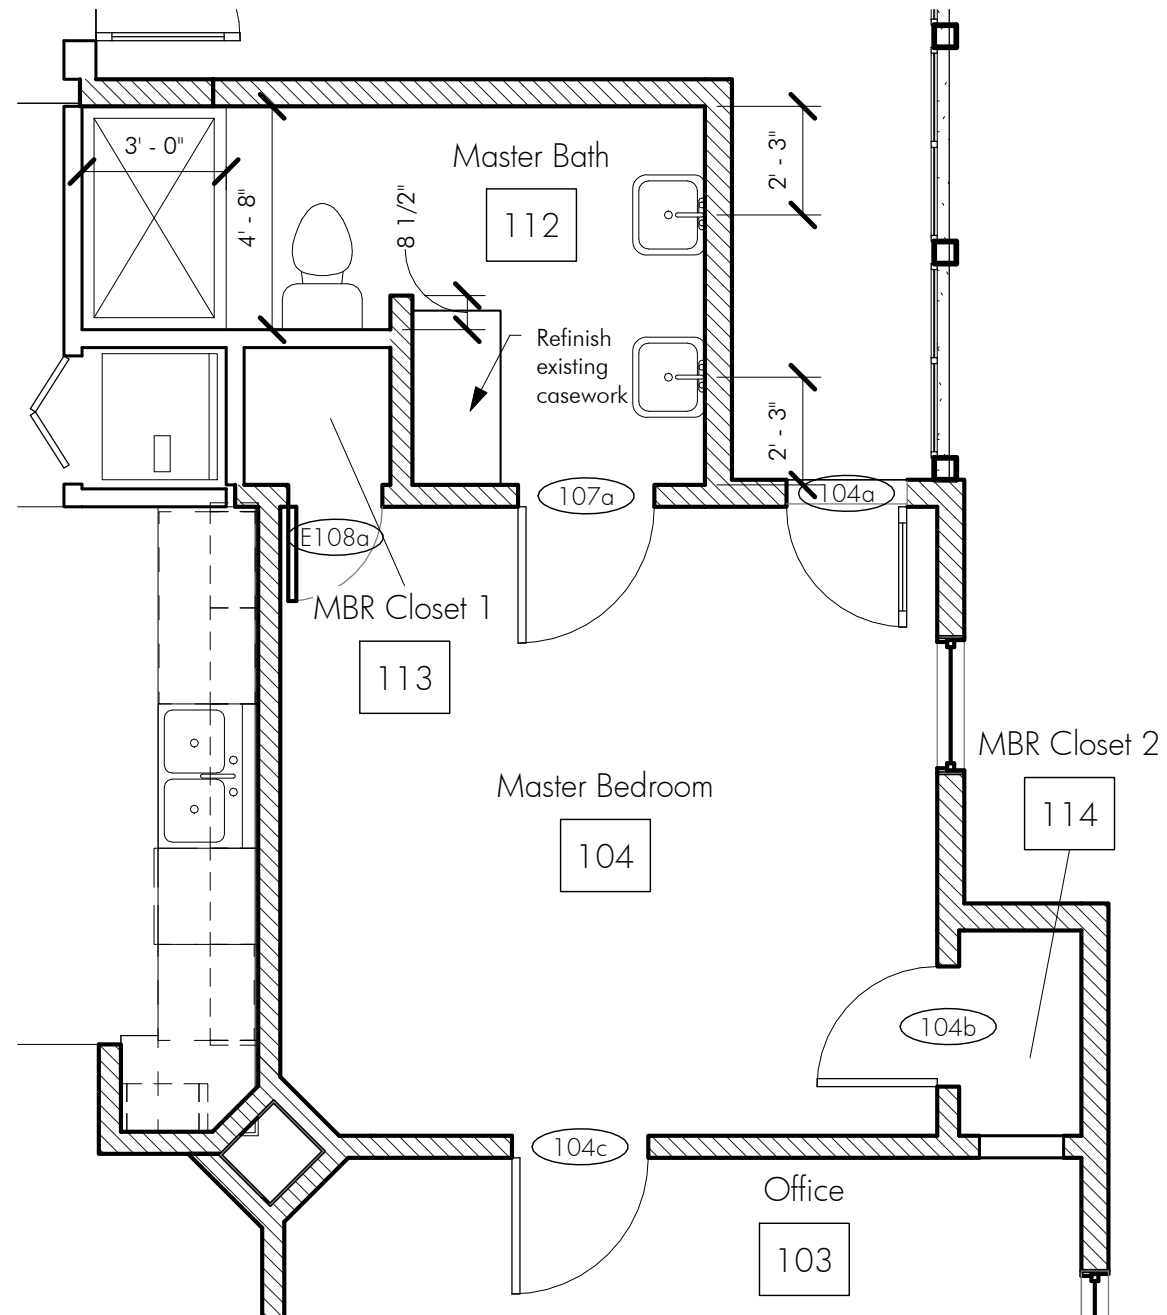 3' - 0"
Master Bath
112
2' - 3"
4' - 8"
8 1/2"
Refinish
existing
casework
2' - 3"
107a
104a
E108a
MBR Closet 1
113
MBR Closet 2
114
Master Bedroom
104
104b
104c
Office
103